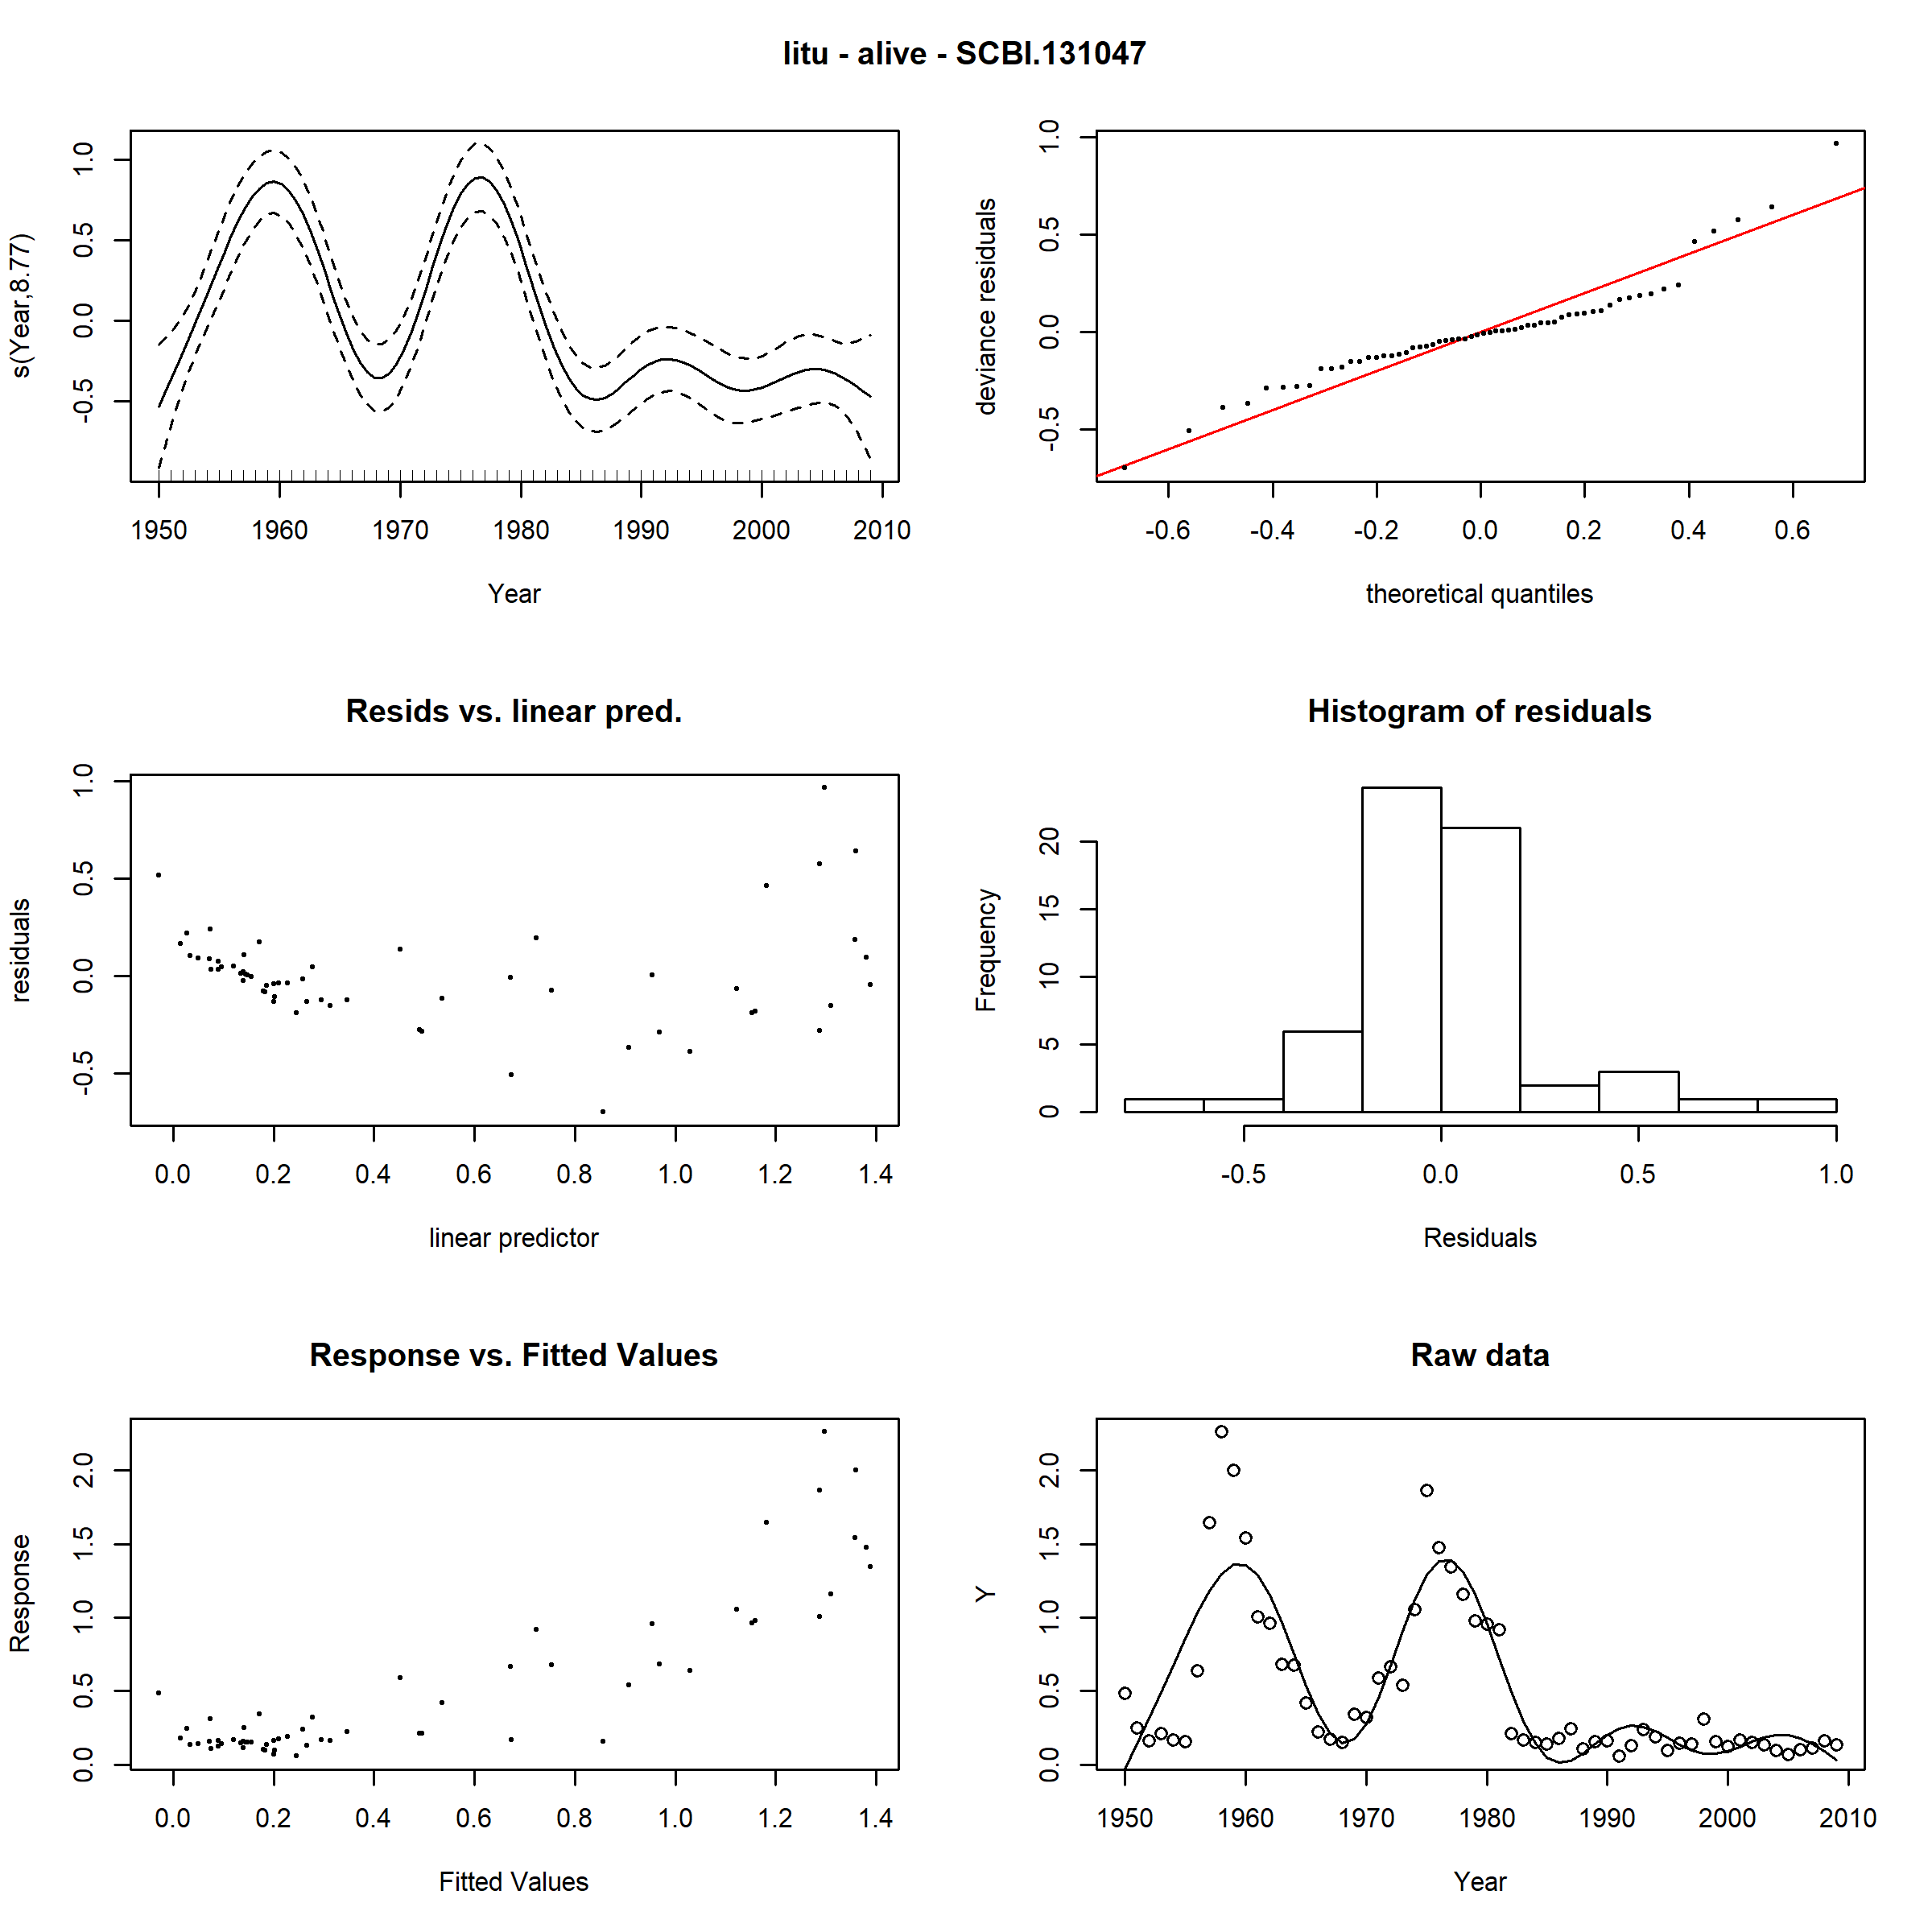 litu - alive - SCBI.131047
s(Year,8.77)
1.0
0.5
0.0
-0.5
1950 1960 1970 1980 1990 2000 2010
Year
deviance residuals
1.0
0.5
0.0
-0.5
-0.6 -0.4 -0.2 0.0 0.2 0.4 0.6
theoretical quantiles
Resids vs. linear pred.
residuals
1.0
0.5
0.0
-0.5
0.0 0.2 0.4 0.6 0.8 1.0 1.2 1.4
linear predictor
Histogram of residuals
Frequency
20
15
10
5
0
-0.5 0.0 0.5 1.0
Residuals
Response vs. Fitted Values
Response
2.0
1.5
1.0
0.5
0.0
0.0 0.2 0.4 0.6 0.8 1.0 1.2 1.4
Fitted Values
Raw data
Y
2.0
1.5
1.0
0.5
0.0
1950 1960 1970 1980 1990 2000 2010
Year